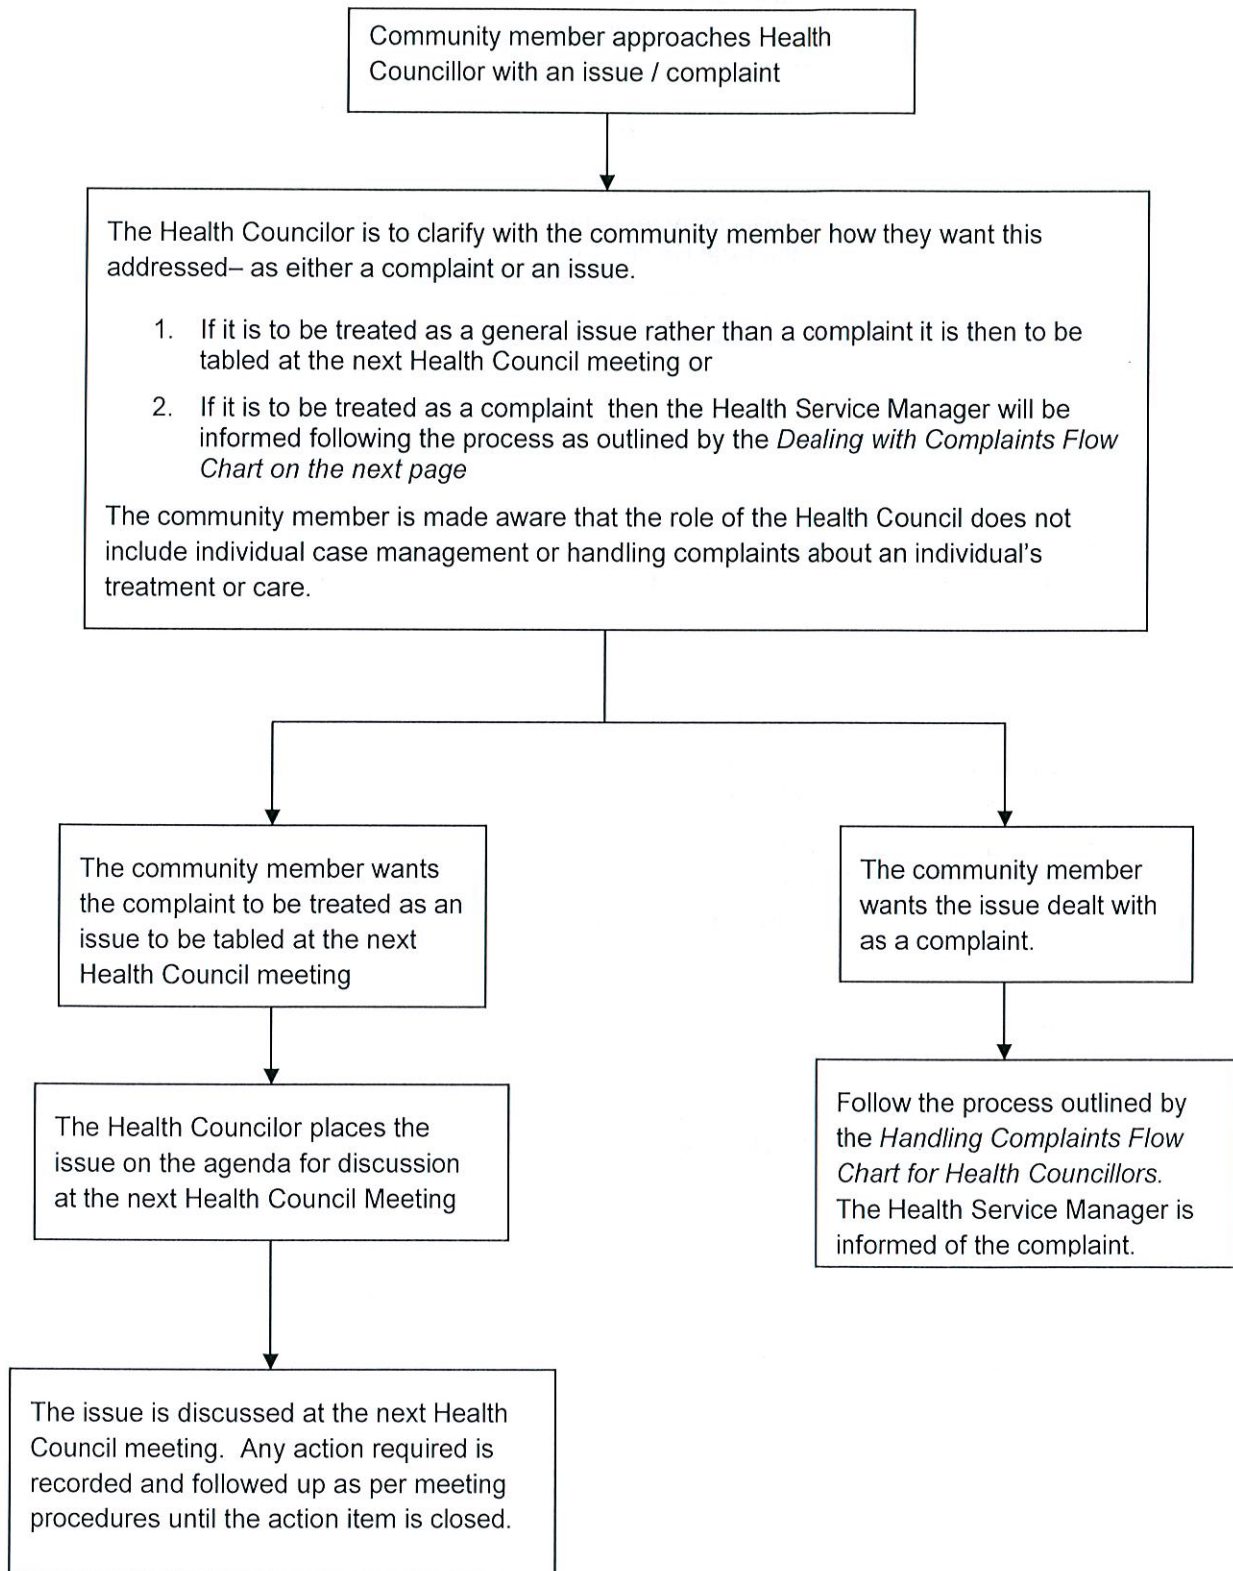 Community member approaches Health
Councillor with an issue / complaint
The Health Councilor is to clarify with the community member how they want this
addressed– as either a complaint or an issue.
1. If it is to be treated as a general issue rather than a complaint it is then to be
tabled at the next Health Council meeting or
2. If it is to be treated as a complaint then the Health Service Manager will be
informed following the process as outlined by the Dealing with Complaints Flow
Chart on the next page
The community member is made aware that the role of the Health Council does not
include individual case management or handling complaints about an individual's
treatment or care.
The community member wants
the complaint to be treated as an
issue to be tabled at the next
Health Council meeting
The Health Councilor places the
issue on the agenda for discussion
at the next Health Council Meeting
The issue is discussed at the next Health
Council meeting. Any action required is
recorded and followed up as per meeting
procedures until the action item is closed.
The community member
wants the issue dealt with
as a complaint.
Follow the process outlined by
the Handling Complaints Flow
Chart for Health Councillors.
The Health Service Manager is
informed of the complaint.